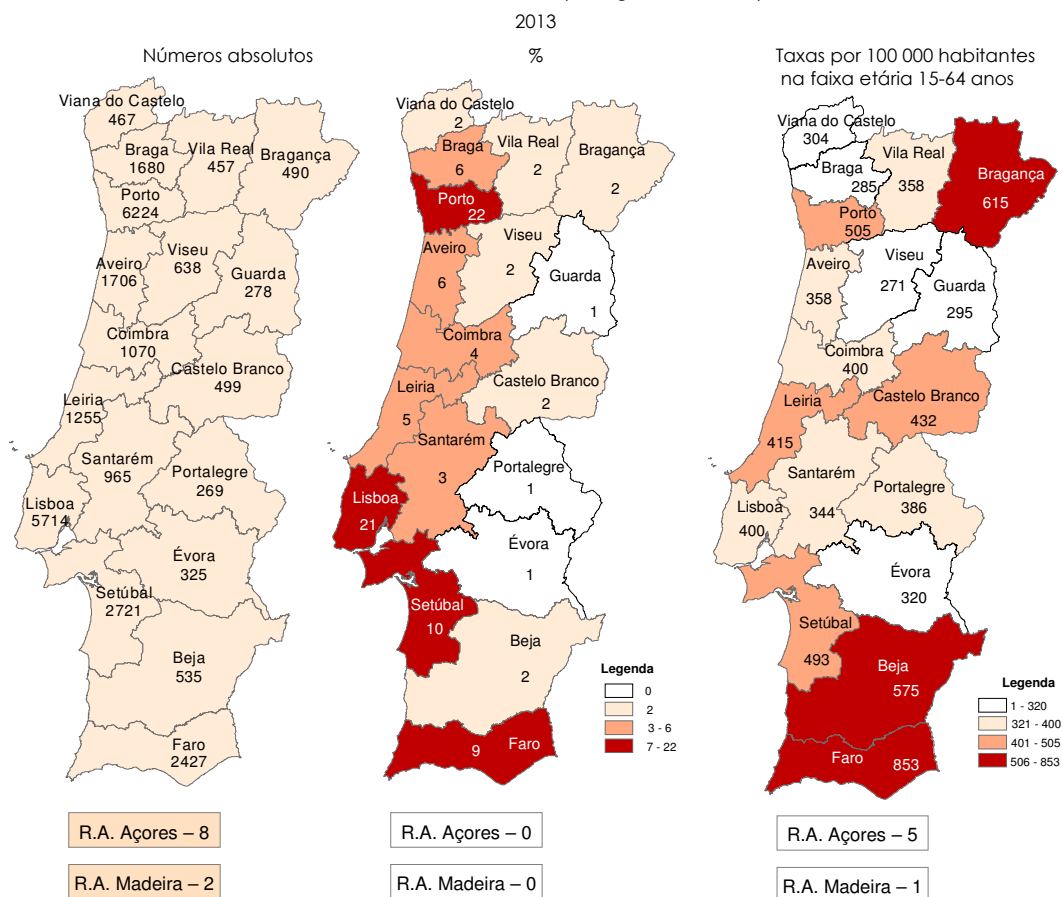 2013
Números absolutos
%
Taxas por 100 000 habitantes
na faixa etária 15-64 anos
Viana do Castelo
467
Braga
1680
Vila Real
457
Bragança
490
Porto
6224
Aveiro
1706
Viseu
638
Guarda
278
Coimbra
1070
Castelo Branco
499
Leiria
1255
Santarém
965
Portalegre
269
Lisboa
5714
Évora
325
Setúbal
2721
Beja
535
Faro
2427
R.A. Açores – 8
R.A. Madeira – 2
Viana do Castelo
2
Braga
6
Vila Real
2
Bragança
2
Porto
22
Aveiro
6
Viseu
2
Guarda
1
Coimbra
4
Castelo Branco
2
Leiria
5
Santarém
3
Portalegre
1
Lisboa
21
Évora
1
Setúbal
10
Beja
2
9 Faro
Legenda
0
2
3 - 6
7 - 22
R.A. Açores – 0
R.A. Madeira – 0
Viana do Castelo
304
Braga
285
Vila Real
358
Bragança
615
Porto
505
Aveiro
358
Viseu
271
Guarda
295
Coimbra
400
Castelo Branco
432
Leiria
415
Santarém
344
Portalegre
386
Lisboa
400
Évora
320
Setúbal
493
Beja
575
Faro
853
Legenda
1 - 320
321 - 400
401 - 505
506 - 853
R.A. Açores – 5
R.A. Madeira – 1